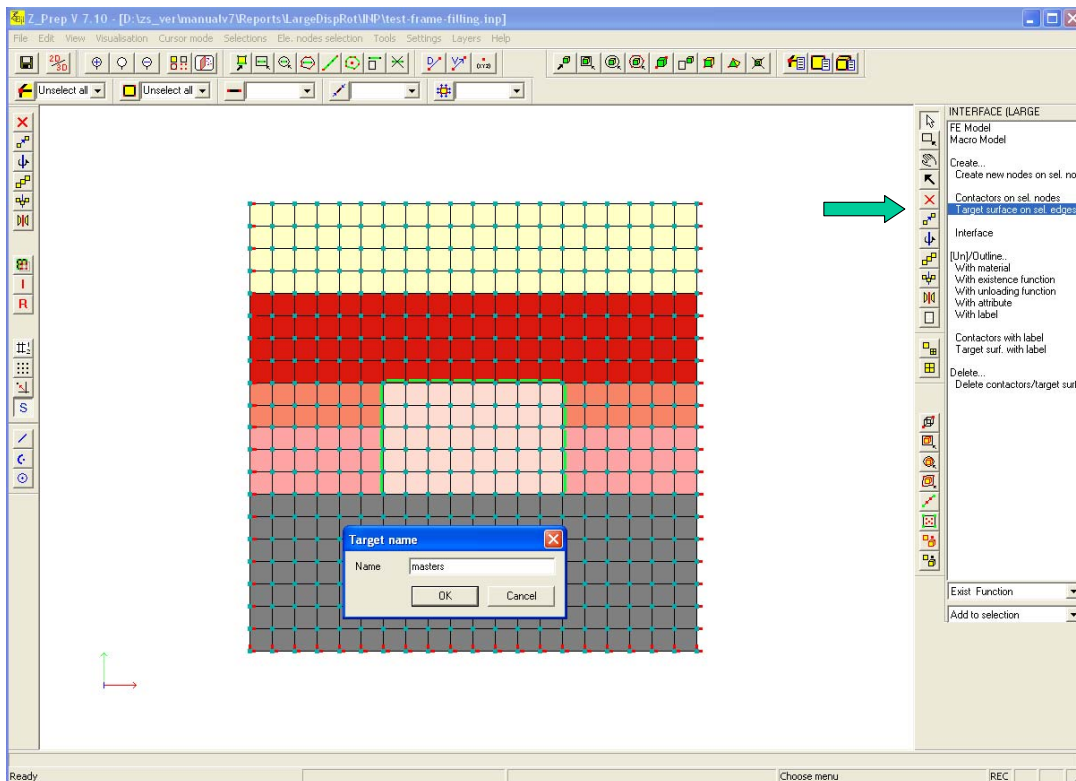 Z_Prep V 7.10 - [D:\zs_ver\manualv7\Reports\LargeDispRot\INP\test-frame-filling.inp]
File Edit View Visualisation Cursor mode Selections Ele. nodes selection Tools Settings Layers Help
2D/3D
Unselect all Unselect all
INTERFACE (LARGE
FE Model
Macro Model
Create...
Create new nodes on sel. no
Contactors on sel. nodes
Target surface on sel. edges
Interface
[Un]/Outline..
With material
With existence function
With unloading function
With attribute
With label
Contactors with label
Target surf. with label
Delete...
Delete contactors/target surf
I
R
S
Target name
Name masters
OK Cancel
Exist Function
Add to selection
Ready Choose menu REC